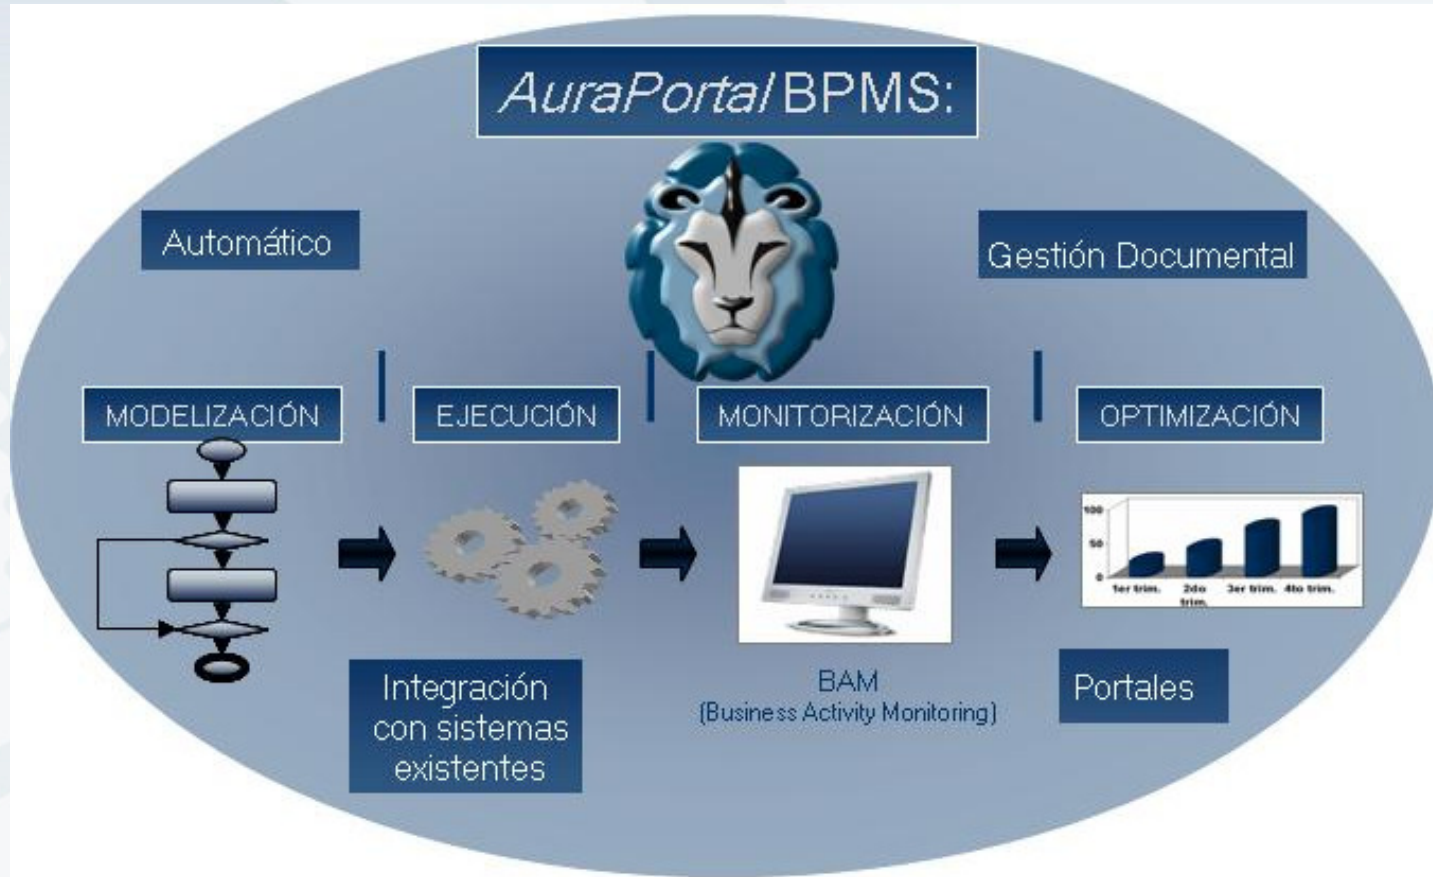 AuraPortal BPMS:
Automático
Gestión Documental
MODELIZACIÓN
EJECUCIÓN
MONITORIZACIÓN
OPTIMIZACIÓN
100
50
0
1er trim.
2do
trim.
3er trim.
4to trim.
Integración
con sistemas
existentes
BAM
(Business Activity Monitoring)
Portales